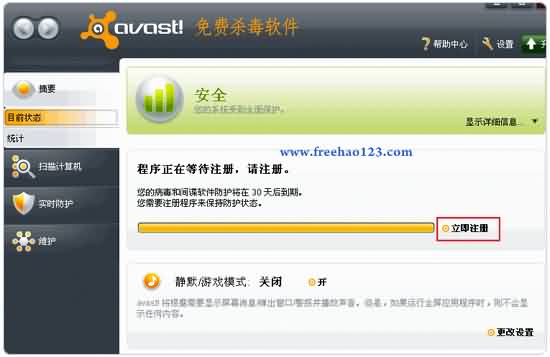 avast! 免费杀毒软件
帮助中心 设置
摘要
目前状态
统计
扫描计算机
实时防护
维护
安全
您的系统受到全面保护。
显示详细信息...
www.freehao123.com
程序正在等待注册，请注册。
您的病毒和间谍软件防护将在 30 天后到期。
您需要注册程序来保持防护状态。
立即注册
静默/游戏模式: 关闭 开
avast! 将根据需要显示屏幕消息/弹出窗口/警报并播放声音。但是，如果运行全屏应用程序时，则不会显示任何内容。
更改设置